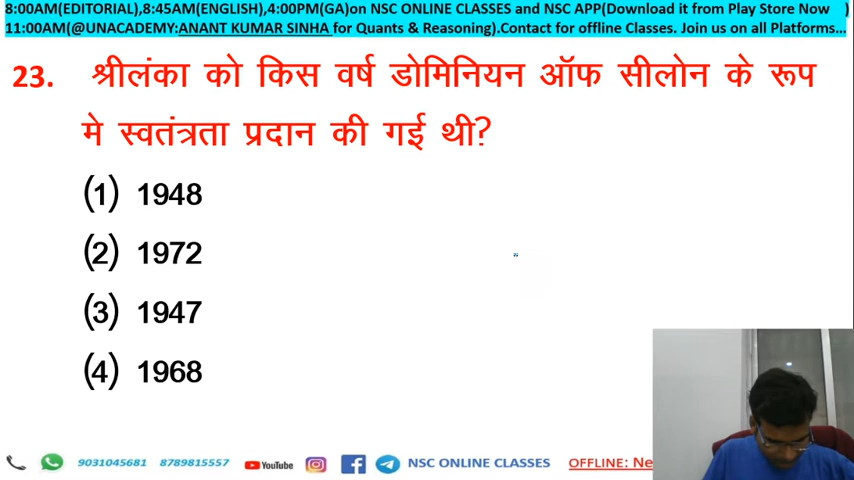 8:00AM(EDITORIAL),8:45AM(ENGLISH),4:00PM(GA)on NSC ONLINE CLASSES and NSC APP(Download it from Play Store Now )
11:00AM(@UNACADEMY:ANANT KUMAR SINHA for Quants & Reasoning).Contact for offline Classes. Join us on all Platforms...
23. श्रीलंका को किस वर्ष डोमिनियन ऑफ सीलोन के रूप
मे स्वतंत्रता प्रदान की गई थी?
(1) 1948
(2) 1972
(3) 1947
(4) 1968
9031045681 8789815557 YouTube NSC ONLINE CLASSES OFFLINE: Ne